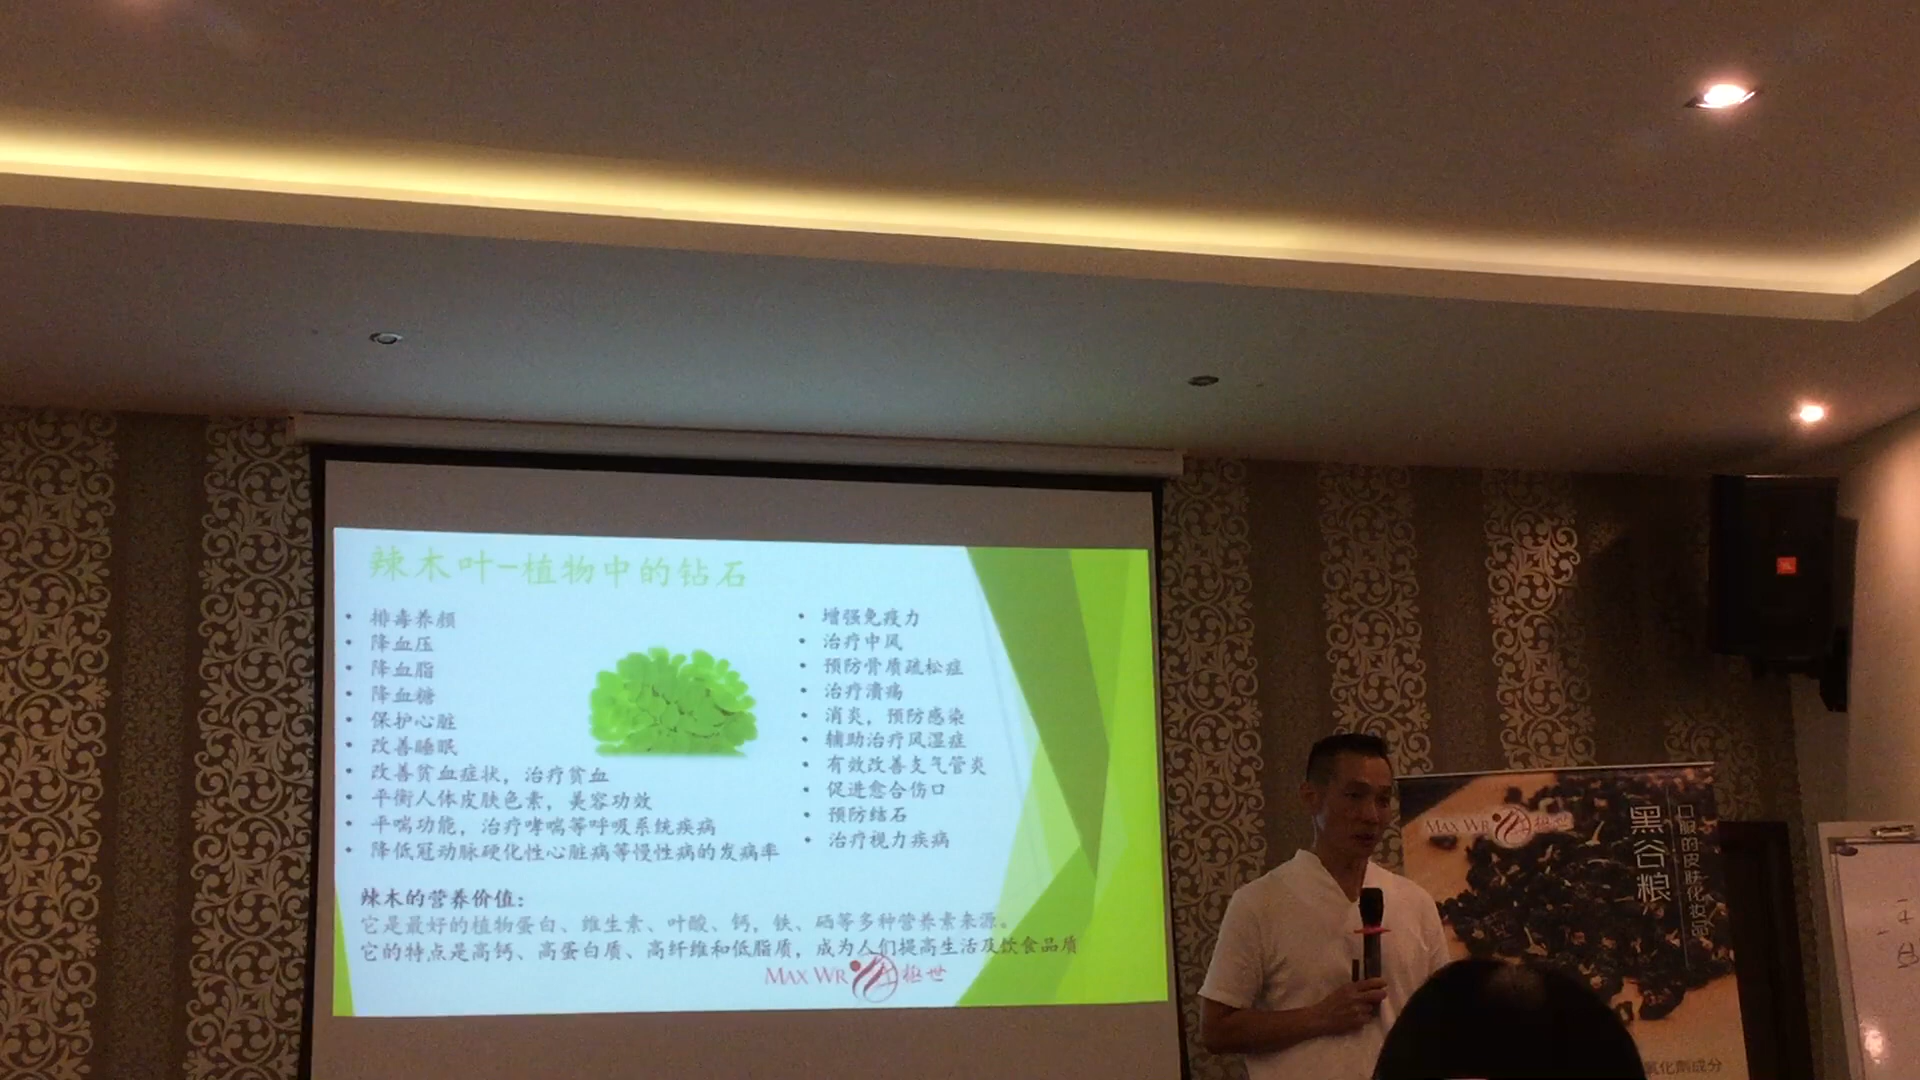 辣木叶-植物中的钻石
• 排毒养颜
• 降血压
• 降血脂
• 降血糖
• 保护心脏
• 改善睡眠
• 改善贫血症状，治疗贫血
• 平衡人体皮肤色素，美容功效
• 平喘功能，治疗哮喘等呼吸系统疾病
• 降低冠动脉硬化性心脏病等慢性病的发病率
• 增强免疫力
• 治疗中风
• 预防骨质疏松症
• 治疗溃疡
• 消炎，预防感染
• 辅助治疗风湿症
• 有效改善支气管炎
• 促进愈合伤口
• 预防结石
• 治疗视力疾病
辣木的营养价值：
它是最好的植物蛋白、维生素、叶酸、钙，铁、硒等多种营养素来源。
它的特点是高钙、高蛋白质、高纤维和低脂质，成为人们提高生活及饮食品质
MAX WR 极世
MAX WR 极世
黑谷粮
口服的皮肤化妆品
氧化劑成分